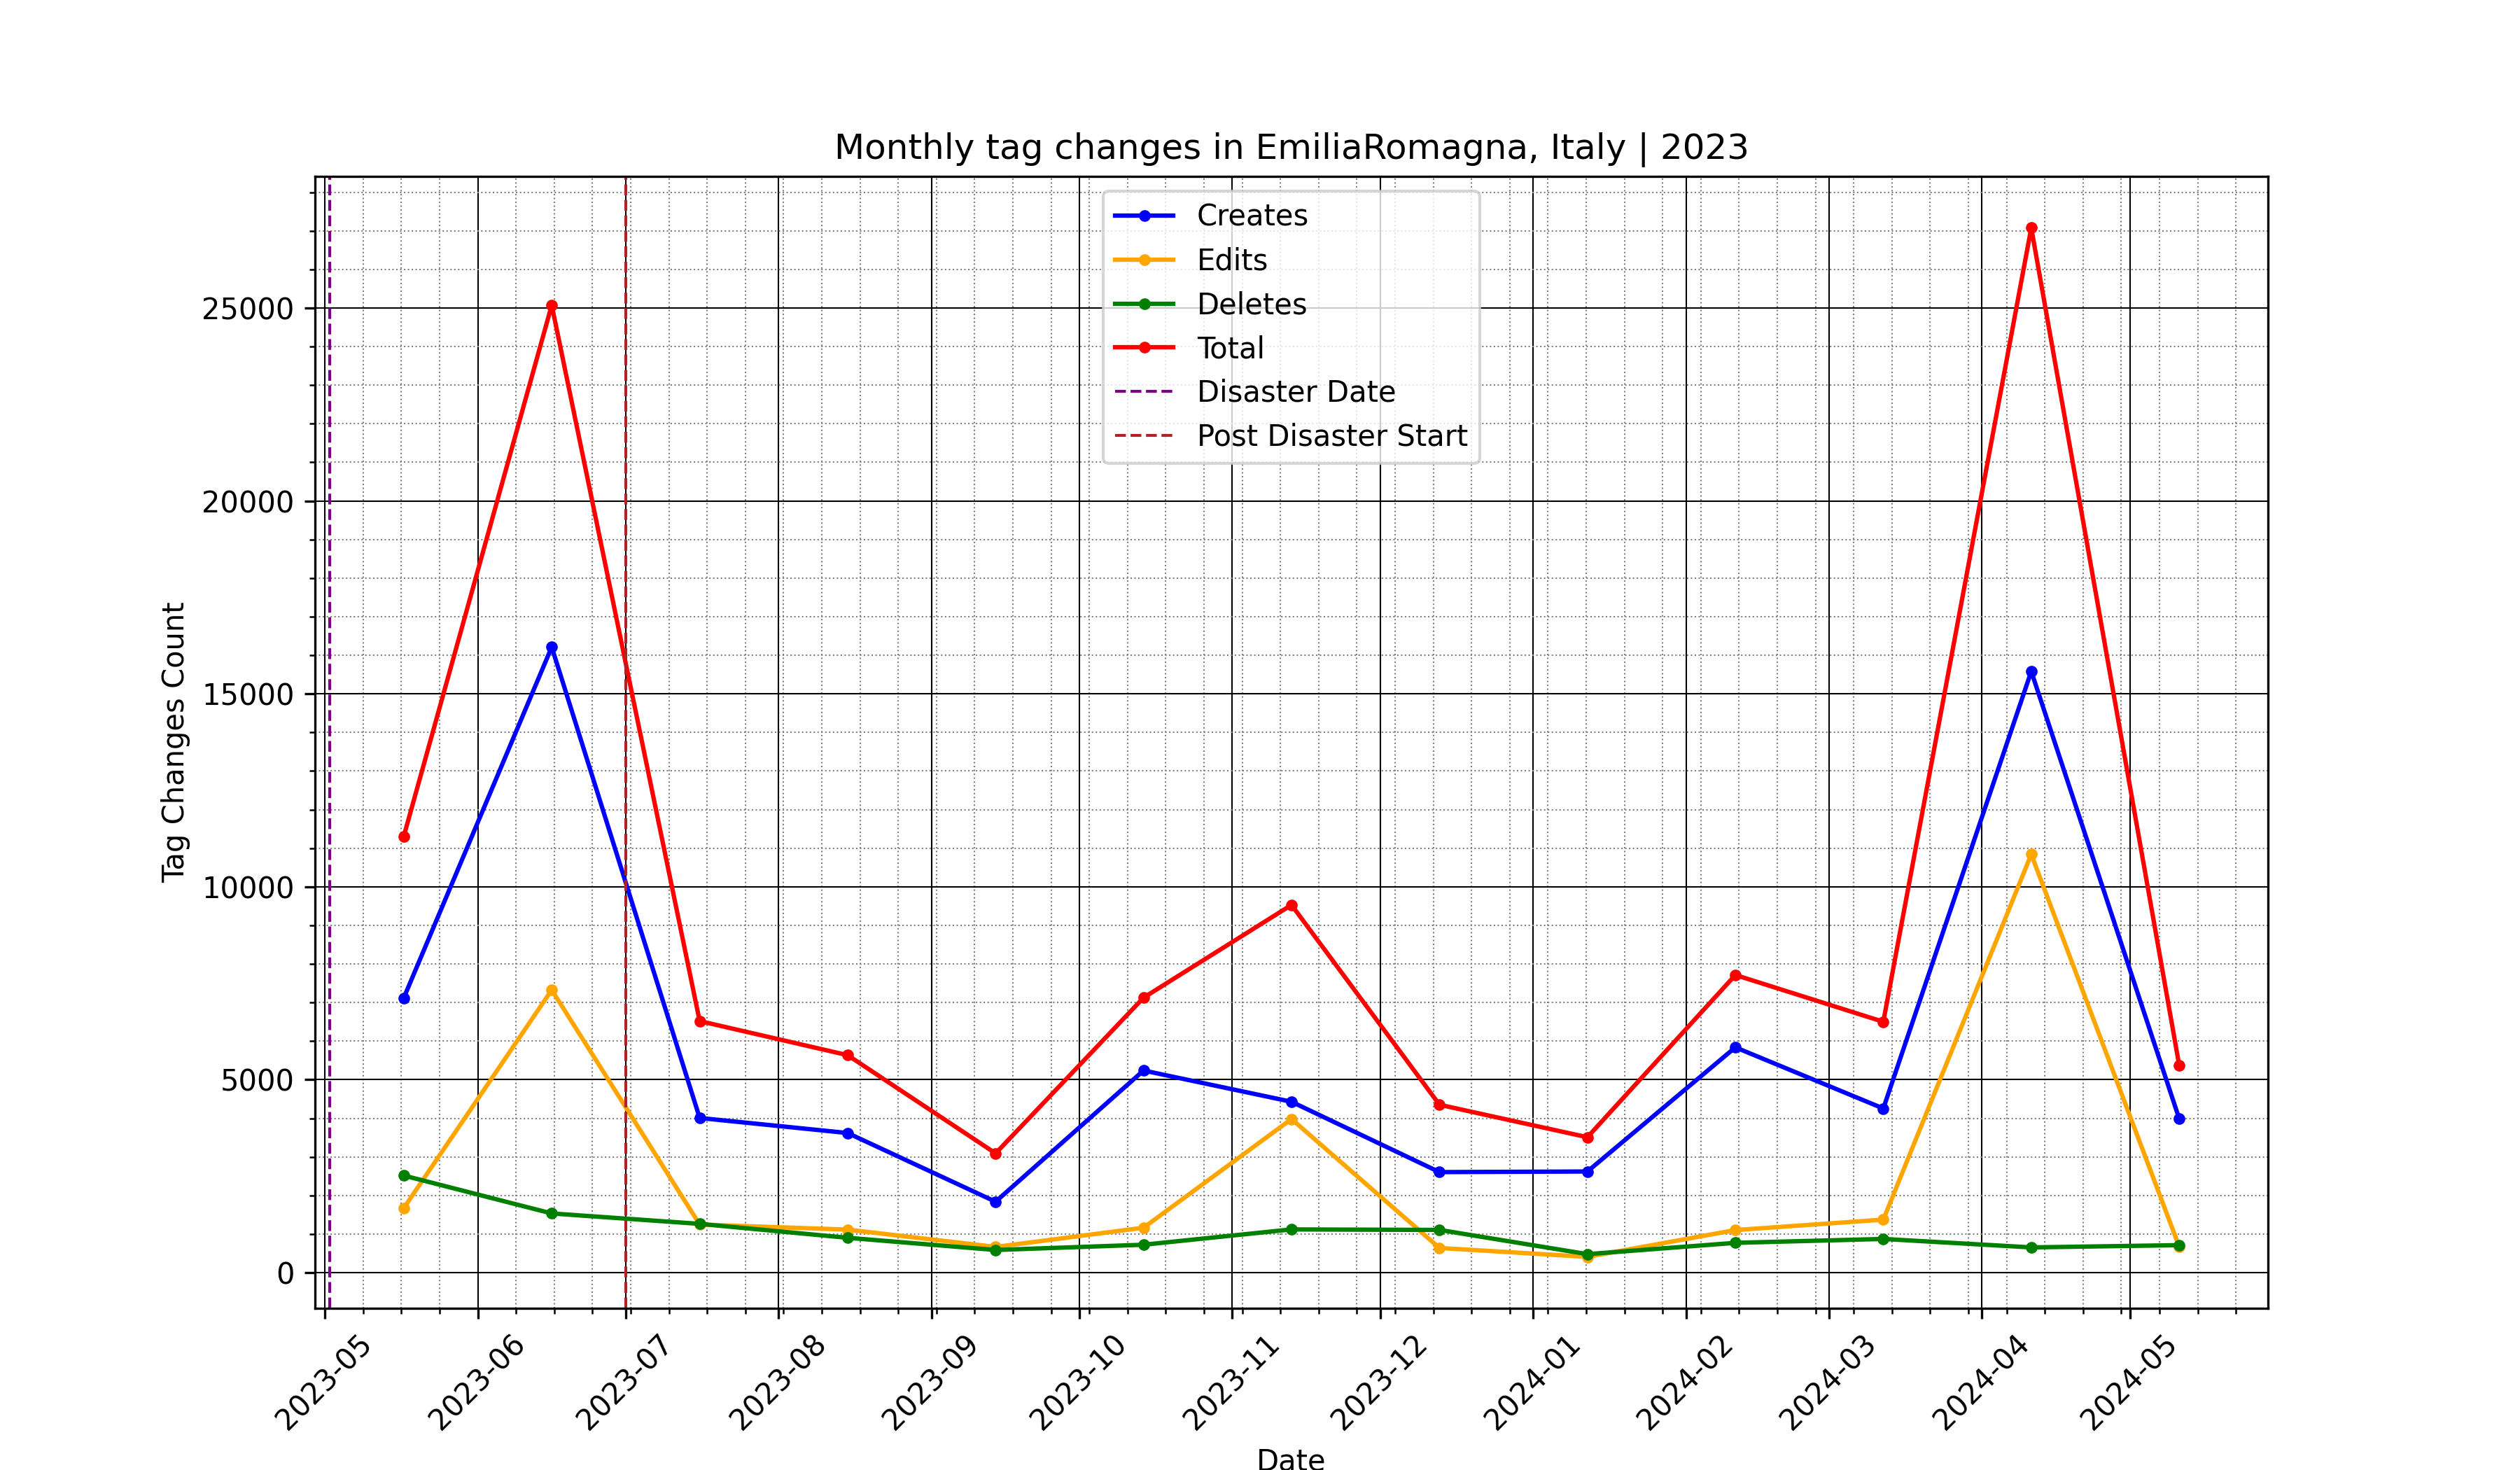 Monthly tag changes in EmiliaRomagna, Italy | 2023
Creates
Edits
Deletes
Total
Disaster Date
Post Disaster Start
Tag Changes Count
25000
20000
15000
10000
5000
0
2023-05
2023-06
2023-07
2023-08
2023-09
2023-10
2023-11
2023-12
2024-01
2024-02
2024-03
2024-04
2024-05
Date